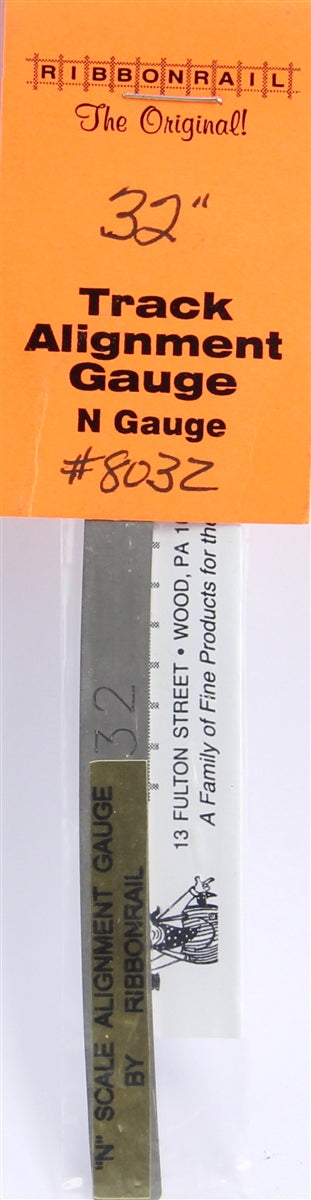 RIBBONRAIL
The Original!
32"
Track
Alignment
Gauge
N Gauge
#8032
32
"N" SCALE ALIGNMENT GAUGE
BY RIBBONRAIL
13 FULTON STREET • WOOD, PA
A Family of Fine Products for the